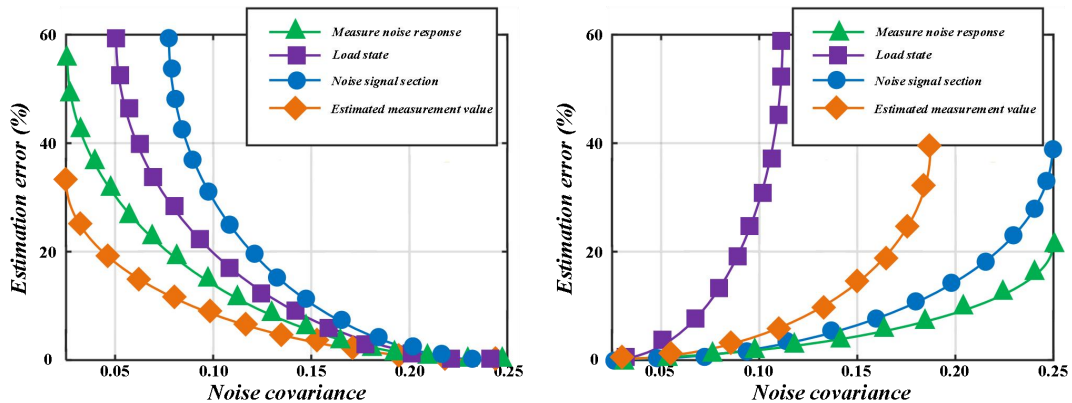 Measure noise response
Load state
Noise signal section
Estimated measurement value
60
40
20
0
0.05
0.10
0.15
0.20
0.25
Estimation error (%)
Noise covariance
Measure noise response
Load state
Noise signal section
Estimated measurement value
60
40
20
0
0.05
0.10
0.15
0.20
0.25
Estimation error (%)
Noise covariance